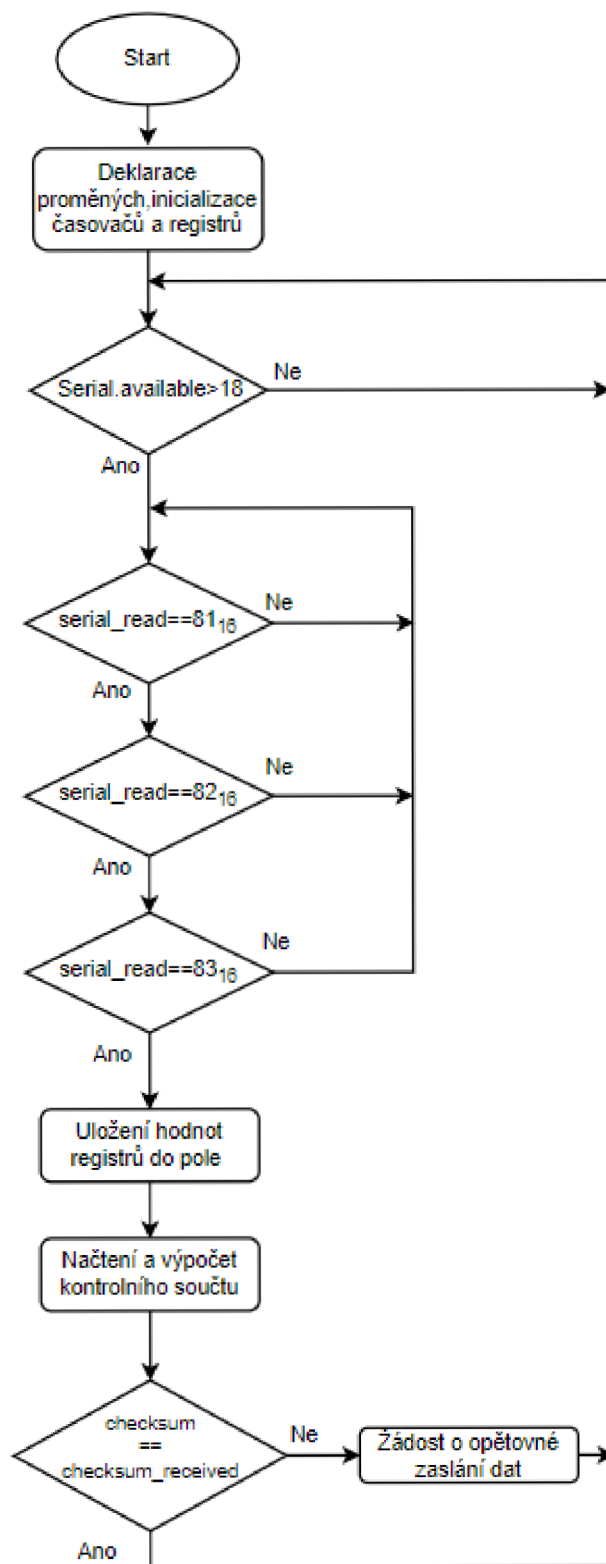 Start
Deklarace
proměných,inicializace
časovačů a registrů
Serial.available>18
Ne
Ano
serial_read==81₁₆
Ne
Ano
serial_read==82₁₆
Ne
Ano
serial_read==83₁₆
Ne
Ano
Uložení hodnot
registrů do pole
Načtení a výpočet
kontrolního součtu
checksum
==
checksum_received
Ne
Žádost o opětovné
zaslání dat
Ano